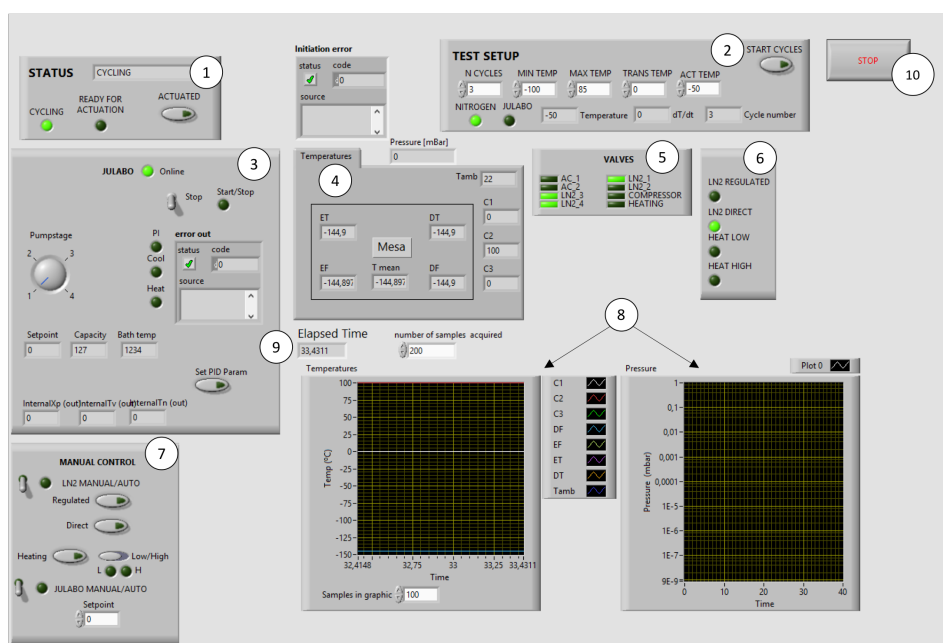 STATUS
CYCLING
1
CYCLING
READY FOR
ACTUATION
ACTUATED
Initiation error
status code
0
source
TEST SETUP
2
START CYCLES
N CYCLES MIN TEMP MAX TEMP TRANS TEMP ACT TEMP
3 -100 85 0 -50
NITROGEN JULABO
-50 Temperature 0 dT/dt 3 Cycle number
STOP
10
JULABO Online
3
Stop Start/Stop
Pumpstage
2 3
1 4
PI
Cool
Heat
error out
status code
0
source
Setpoint Capacity Bath temp
0 127 1234
Set PID Param
InternalXp (out) InternalTv (out) InternalTn (out)
0 0 0
Pressure [mBar]
0
Temperatures
4
Tamb 22
C1
0
C2
100
C3
0
ET
-144,9
DT
-144,9
Mesa
EF T mean DF
-144,897 -144,897 -144,9
VALVES
5
AC_1 LN2_1
AC_2 LN2_2
LN2_3 COMPRESSOR
LN2_4 HEATING
6
LN2 REGULATED
LN2 DIRECT
HEAT LOW
HEAT HIGH
MANUAL CONTROL
7
LN2 MANUAL/AUTO
Regulated
Direct
Heating Low/High
L H
JULABO MANUAL/AUTO
Setpoint
0
9
Elapsed Time
33,4311
number of samples acquired
200
8
Temperatures
Temp (ºC)
100
75
50
25
0
-25
-50
-75
-100
-125
-150
32,4148 32,75 33 33,25 33,4311
Time
Samples in graphic 100
C1
C2
C3
DF
EF
ET
DT
Tamb
Pressure
Plot 0
Pressure (mbar)
1
0,1
0,01
0,001
0,0001
1E-5
1E-6
1E-7
9E-9
0 10 20 30 40
Time